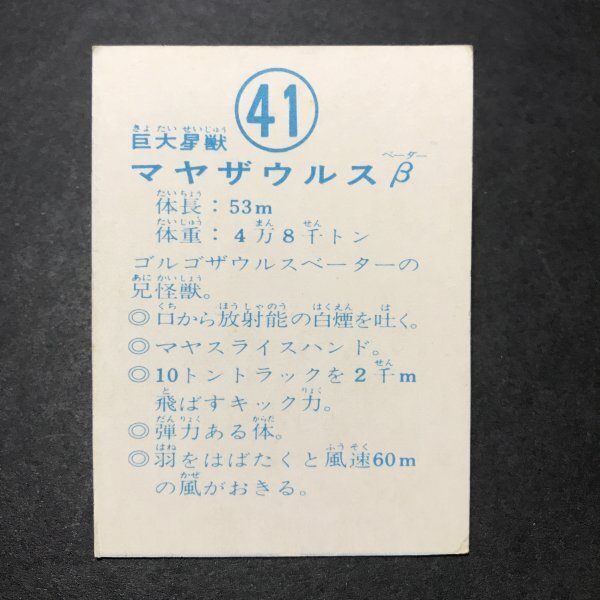 41
巨大星獣
マヤザウルスβ
体長：53m
体重：4万8千トン
ゴルゴザウルスベーターの
兄怪獣。
◎口から放射能の白煙を吐く。
◎マヤスライスハンド。
◎10トントラックを2千m
飛ばすキック力。
◎弾力ある体。
◎羽をはばたくと風速60m
の風がおきる。